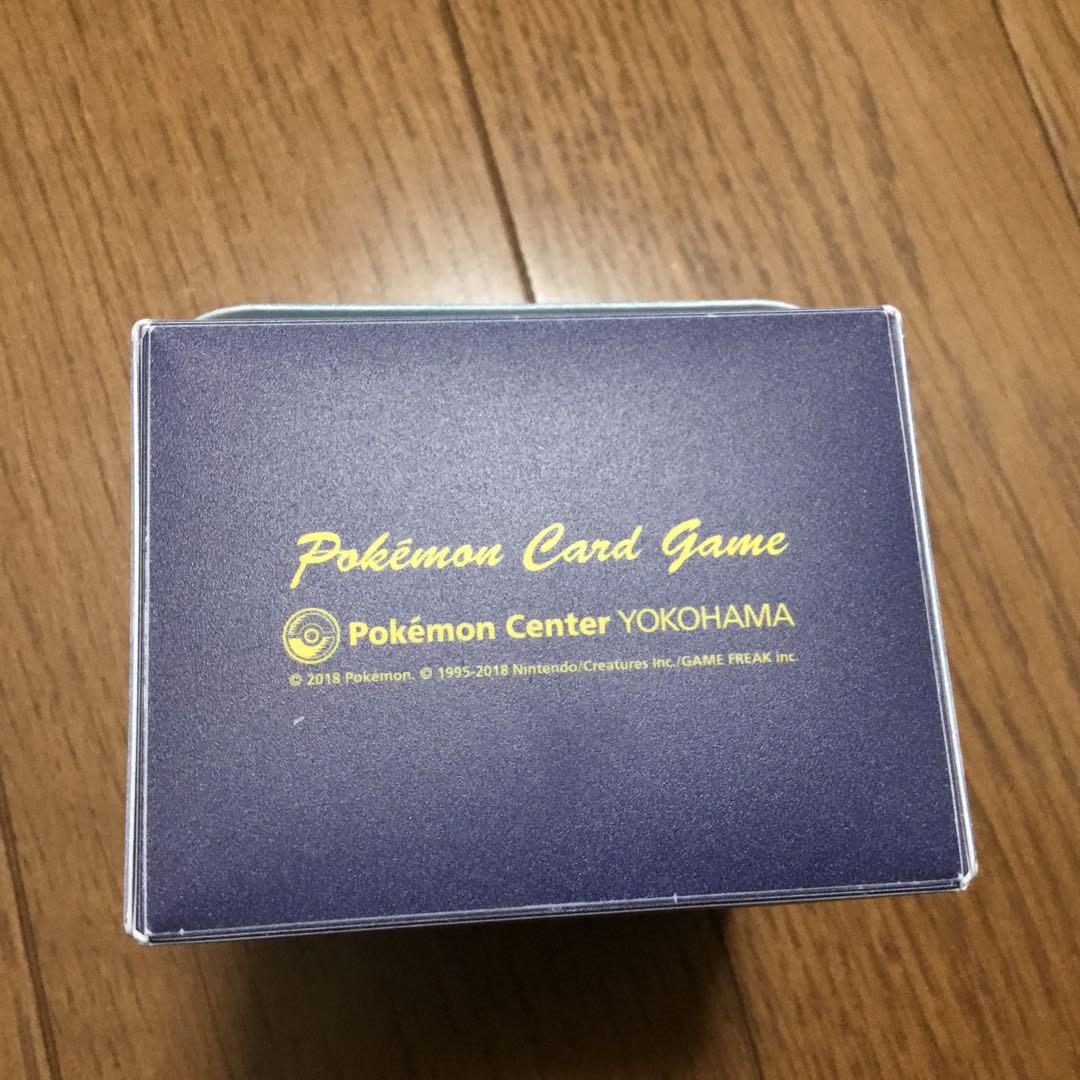 Pokémon Card Game
Pokémon Center YOKOHAMA
© 2018 Pokémon. © 1995-2018 Nintendo/Creatures Inc./GAME FREAK inc.